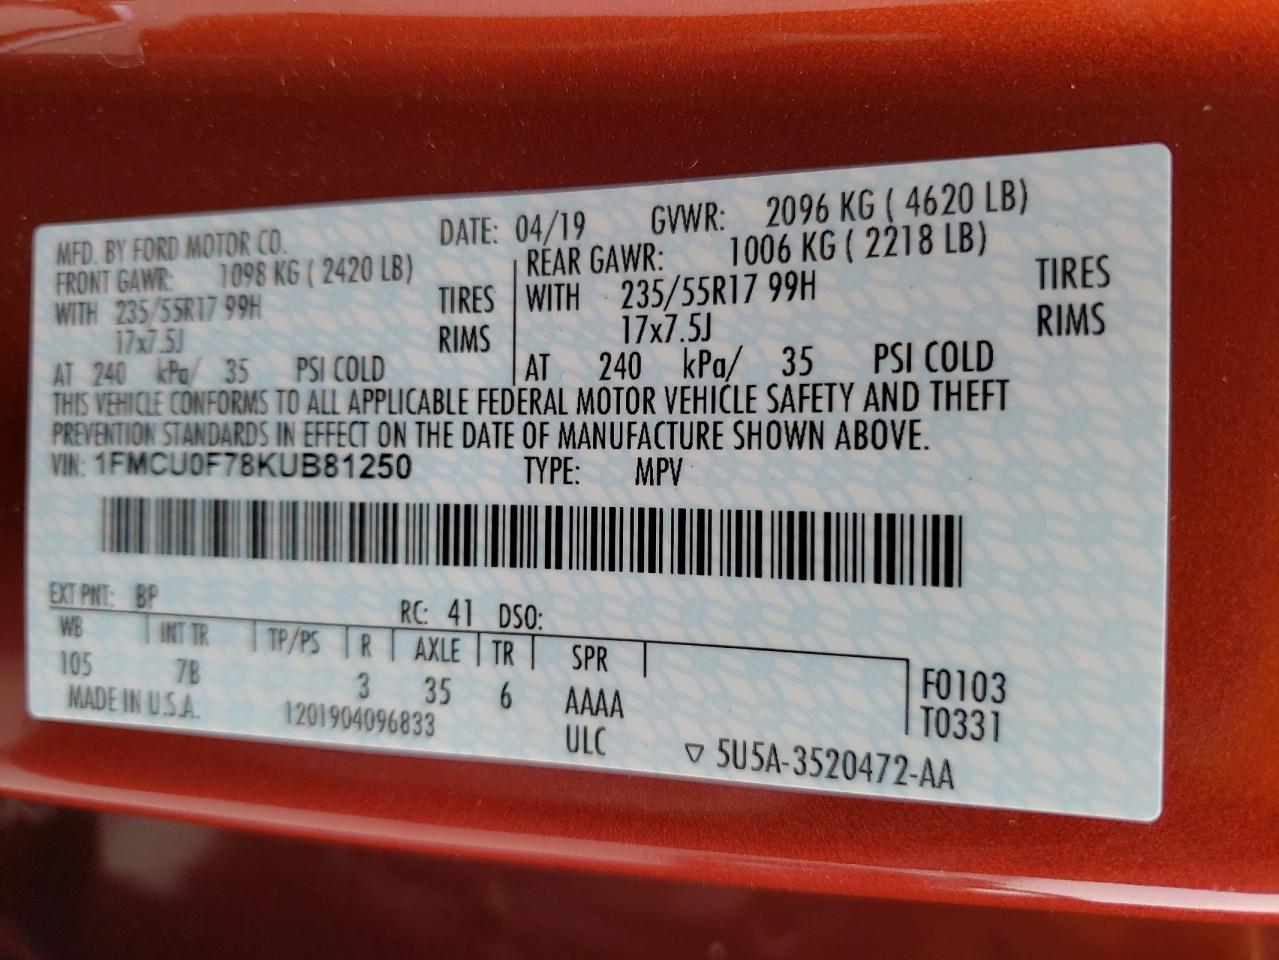 MFD. BY FORD MOTOR CO. DATE: 04/19 GVWR: 2096 KG ( 4620 LB)
FRONT GAWR: 1098 KG ( 2420 LB) REAR GAWR: 1006 KG ( 2218 LB)
WITH 235/55R17 99H TIRES WITH 235/55R17 99H TIRES
17x7.5J RIMS 17x7.5J RIMS
AT 240 kPa/ 35 PSI COLD AT 240 kPa/ 35 PSI COLD
THIS VEHICLE CONFORMS TO ALL APPLICABLE FEDERAL MOTOR VEHICLE SAFETY AND THEFT
PREVENTION STANDARDS IN EFFECT ON THE DATE OF MANUFACTURE SHOWN ABOVE.
VIN: 1FMCU0F78KUB81250 TYPE: MPV
EXT PNT: BP RC: 41 DSO:
WB INT TR TP/PS R AXLE TR SPR
105 7B 3 35 6 AAAA F0103
MADE IN U.S.A. 1201904096833 ULC T0331
▽ 5U5A-3520472-AA